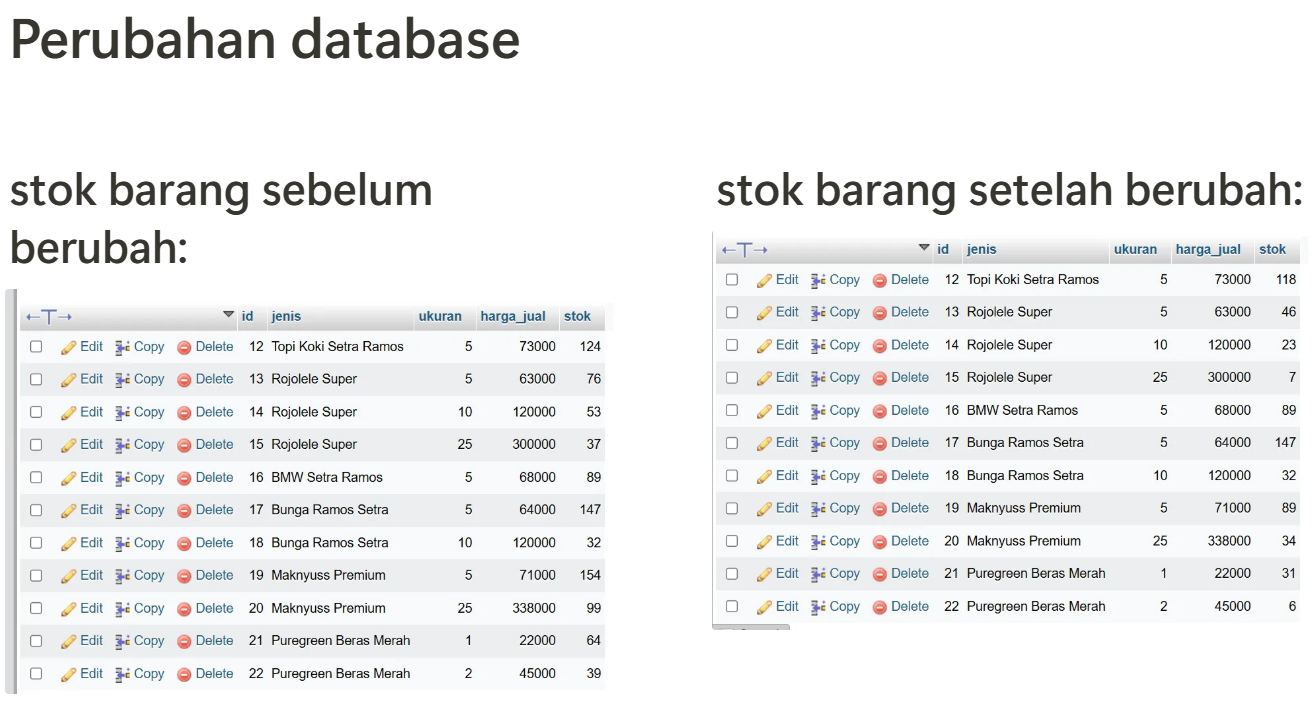 Perubahan database
stok barang sebelum
berubah:
id jenis ukuran harga_jual stok
Edit Copy Delete 12 Topi Koki Setra Ramos 5 73000 124
Edit Copy Delete 13 Rojolele Super 5 63000 76
Edit Copy Delete 14 Rojolele Super 10 120000 53
Edit Copy Delete 15 Rojolele Super 25 300000 37
Edit Copy Delete 16 BMW Setra Ramos 5 68000 89
Edit Copy Delete 17 Bunga Ramos Setra 5 64000 147
Edit Copy Delete 18 Bunga Ramos Setra 10 120000 32
Edit Copy Delete 19 Maknyuss Premium 5 71000 154
Edit Copy Delete 20 Maknyuss Premium 25 338000 99
Edit Copy Delete 21 Puregreen Beras Merah 1 22000 64
Edit Copy Delete 22 Puregreen Beras Merah 2 45000 39
stok barang setelah berubah:
id jenis ukuran harga_jual stok
Edit Copy Delete 12 Topi Koki Setra Ramos 5 73000 118
Edit Copy Delete 13 Rojolele Super 5 63000 46
Edit Copy Delete 14 Rojolele Super 10 120000 23
Edit Copy Delete 15 Rojolele Super 25 300000 7
Edit Copy Delete 16 BMW Setra Ramos 5 68000 89
Edit Copy Delete 17 Bunga Ramos Setra 5 64000 147
Edit Copy Delete 18 Bunga Ramos Setra 10 120000 32
Edit Copy Delete 19 Maknyuss Premium 5 71000 89
Edit Copy Delete 20 Maknyuss Premium 25 338000 34
Edit Copy Delete 21 Puregreen Beras Merah 1 22000 31
Edit Copy Delete 22 Puregreen Beras Merah 2 45000 6